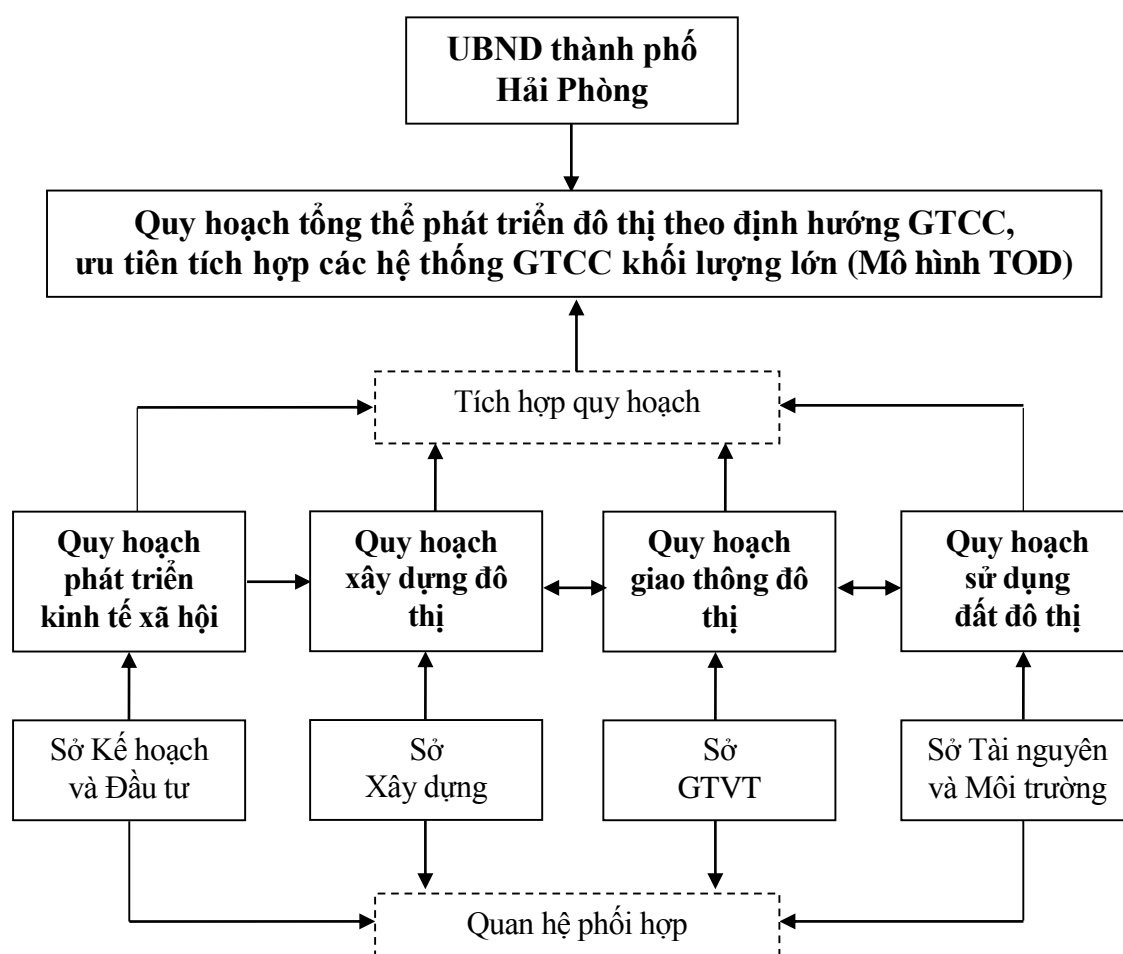 UBND thành phố
Hải Phòng
Quy hoạch tổng thể phát triển đô thị theo định hướng GTCC,
ưu tiên tích hợp các hệ thống GTCC khối lượng lớn (Mô hình TOD)
Tích hợp quy hoạch
Quy hoạch
phát triển
kinh tế xã hội
Quy hoạch
xây dựng đô
thị
Quy hoạch
giao thông đô
thị
Quy hoạch
sử dụng
đất đô thị
Sở Kế hoạch
và Đầu tư
Sở
Xây dựng
Sở
GTVT
Sở Tài nguyên
và Môi trường
Quan hệ phối hợp